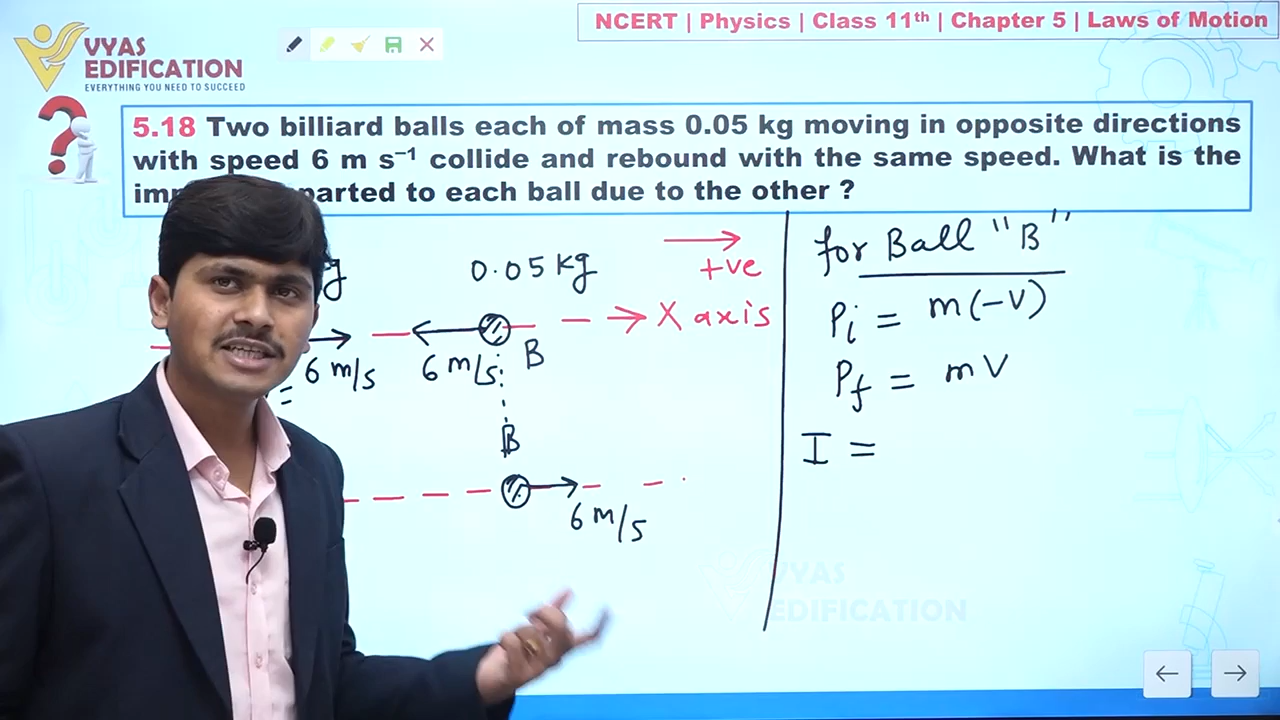 NCERT | Physics | Class 11th | Chapter 5 | Laws of Motion
VYAS
EDIFICATION
EVERYTHING YOU NEED TO SUCCEED
5.18 Two billiard balls each of mass 0.05 kg moving in opposite directions
with speed 6 m s⁻¹ collide and rebound with the same speed. What is the
to each ball due to the other ?
0.05 kg
+ve
X axis
6 m/s
6 m/s
B
B
6 m/s
for Ball "B"
Pi = m(-v)
Pf = mv
I =
VYAS
EDIFICATION